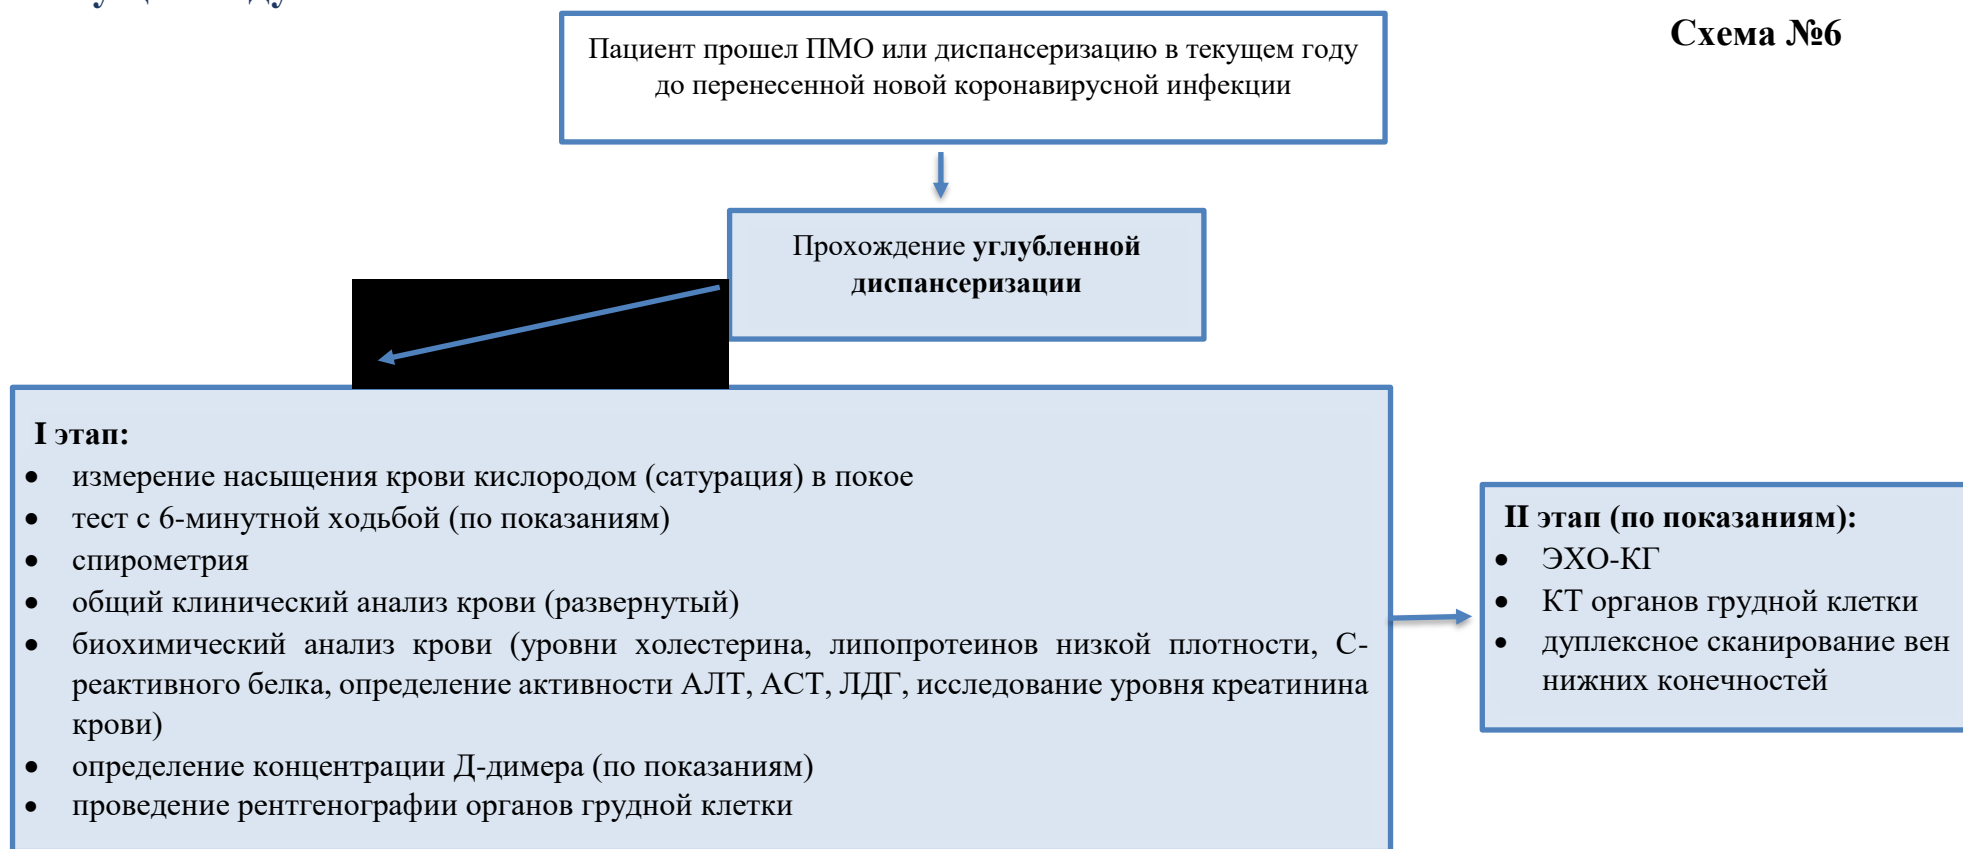 Схема №6
Пациент прошел ПМО или диспансеризацию в текущем году
до перенесенной новой коронавирусной инфекции
Прохождение углубленной
диспансеризации
I этап:
• измерение насыщения крови кислородом (сатурация) в покое
• тест с 6-минутной ходьбой (по показаниям)
• спирометрия
• общий клинический анализ крови (развернутый)
• биохимический анализ крови (уровни холестерина, липопротеинов низкой плотности, С-
реактивного белка, определение активности АЛТ, АСТ, ЛДГ, исследование уровня креатинина
крови)
• определение концентрации Д-димера (по показаниям)
• проведение рентгенографии органов грудной клетки
II этап (по показаниям):
• ЭХО-КГ
• КТ органов грудной клетки
• дуплексное сканирование вен
нижних конечностей